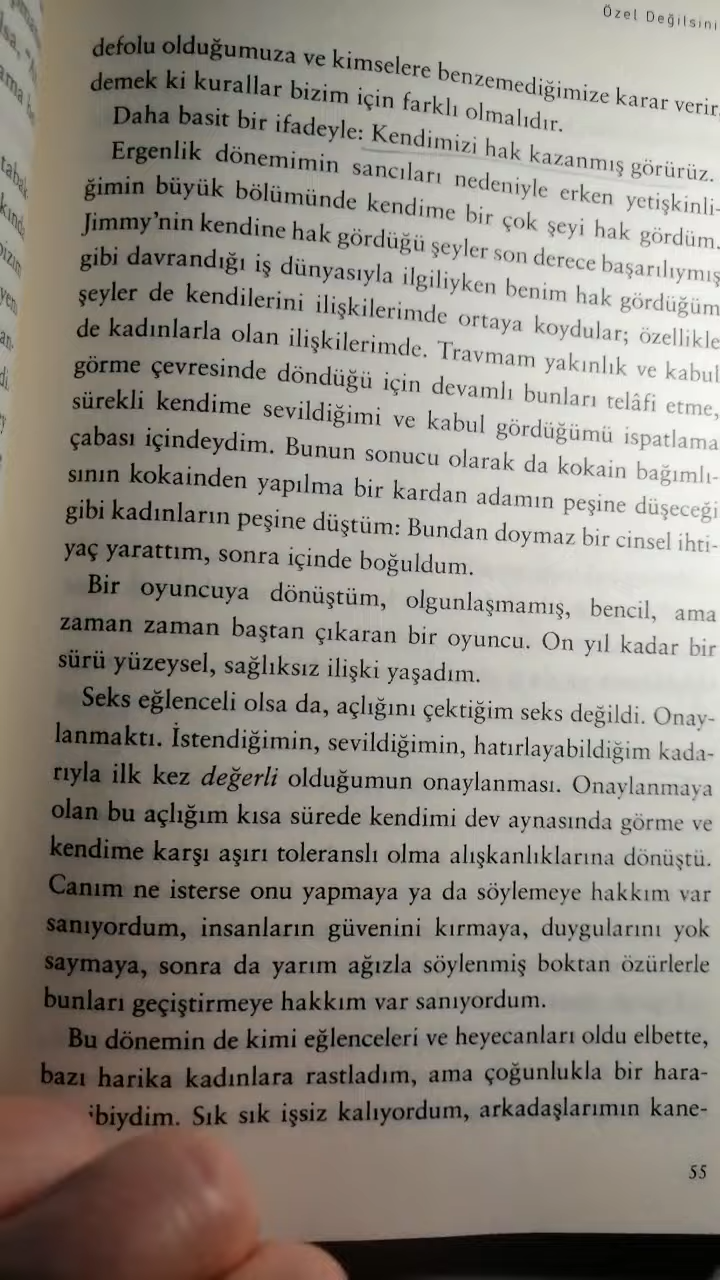 Özel Değilsini
defolu olduğumuza ve kimselere benzemediğimize karar verir,
demek ki kurallar bizim için farklı olmalıdır.
Daha basit bir ifadeyle: Kendimizi hak kazanmış görürüz.
Ergenlik dönemimin sancıları nedeniyle erken yetişkinli-
ğimin büyük bölümünde kendime bir çok şeyi hak gördüm.
Jimmy'nin kendine hak gördüğü şeyler son derece başarılıymış
gibi davrandığı iş dünyasıyla ilgiliyken benim hak gördüğüm
şeyler de kendilerini ilişkilerimde ortaya koydular; özellikle
de kadınlarla olan ilişkilerimde. Travmam yakınlık ve kabul
görme çevresinde döndüğü için devamlı bunları telâfi etme,
sürekli kendime sevildiğimi ve kabul gördüğümü ispatlama
çabası içindeydim. Bunun sonucu olarak da kokain bağımlı-
sının kokainden yapılma bir kardan adamın peşine düşeceği
gibi kadınların peşine düştüm: Bundan doymaz bir cinsel ihti-
yaç yarattım, sonra içinde boğuldum.
Bir oyuncuya dönüştüm, olgunlaşmamış, bencil, ama
zaman zaman baştan çıkaran bir oyuncu. On yıl kadar bir
sürü yüzeysel, sağlıksız ilişki yaşadım.
Seks eğlenceli olsa da, açlığını çektiğim seks değildi. Onay-
lanmaktı. İstendiğimin, sevildiğimin, hatırlayabildiğim kada-
rıyla ilk kez değerli olduğumun onaylanması. Onaylanmaya
olan bu açlığım kısa sürede kendimi dev aynasında görme ve
kendime karşı aşırı toleranslı olma alışkanlıklarına dönüştü.
Canım ne isterse onu yapmaya ya da söylemeye hakkım var
sanıyordum, insanların güvenini kırmaya, duygularını yok
saymaya, sonra da yarım ağızla söylenmiş boktan özürlerle
bunları geçiştirmeye hakkım var sanıyordum.
Bu dönemin de kimi eğlenceleri ve heyecanları oldu elbette,
bazı harika kadınlara rastladım, ama çoğunlukla bir hara-
ibiydim. Sık sık işsiz kalıyordum, arkadaşlarımın kane-
55